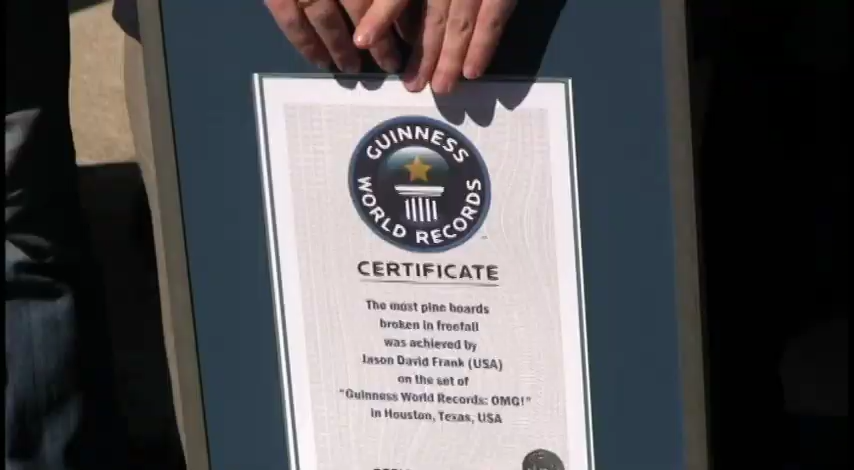 GUINNESS
WORLD RECORDS
CERTIFICATE
The most pine boards
broken in freefall
was achieved by
Jason David Frank (USA)
on the set of
"Guinness World Records: OMG!"
in Houston, Texas, USA